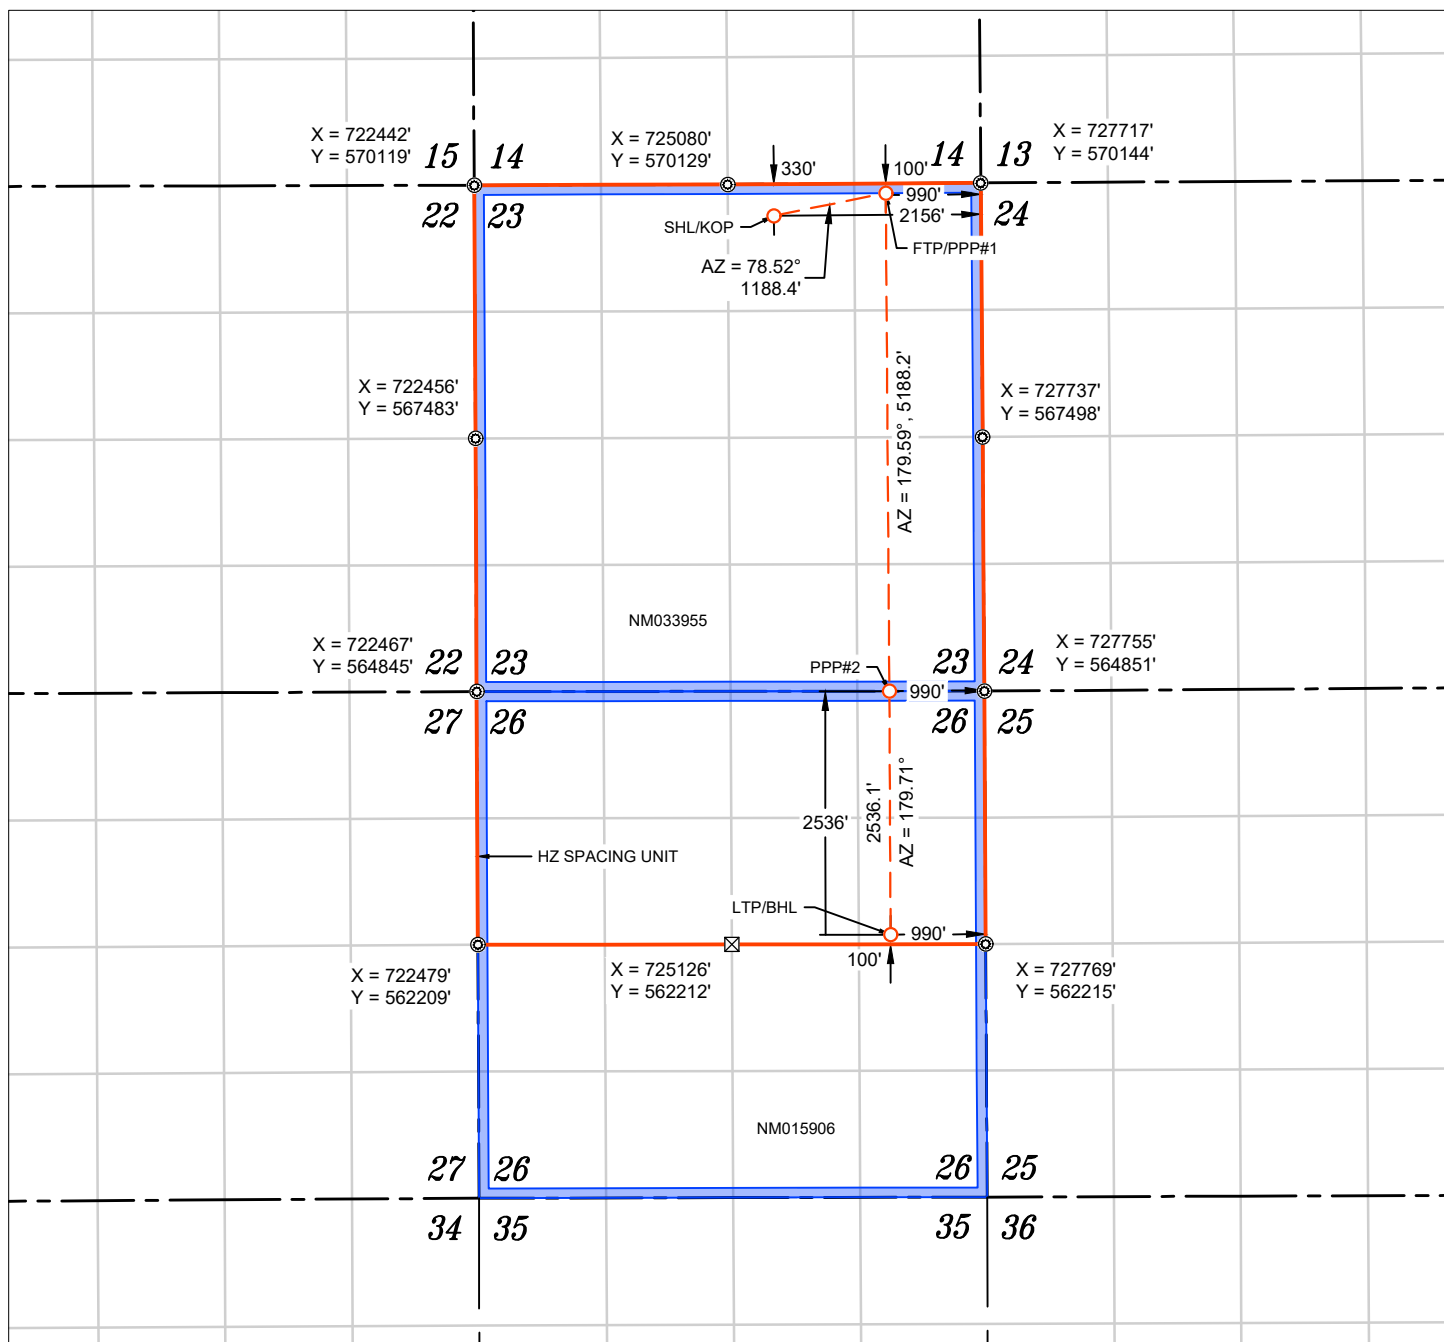 X = 722442'
Y = 570119'
15 14
X = 725080'
Y = 570129'
14 13
X = 727717'
Y = 570144'
330'
100'
990'
22 23
2156'
24
SHL/KOP
FTP/PPP#1
AZ = 78.52°
1188.4'
AZ = 179.59°, 5188.2'
X = 722456'
Y = 567483'
X = 727737'
Y = 567498'
NM033955
X = 722467'
Y = 564845'
22 23
23 24
X = 727755'
Y = 564851'
PPP#2
990'
27 26
26 25
2536'
2536.1'
AZ = 179.71°
HZ SPACING UNIT
LTP/BHL
990'
100'
X = 722479'
Y = 562209'
X = 725126'
Y = 562212'
X = 727769'
Y = 562215'
NM015906
27 26
26 25
34 35
35 36